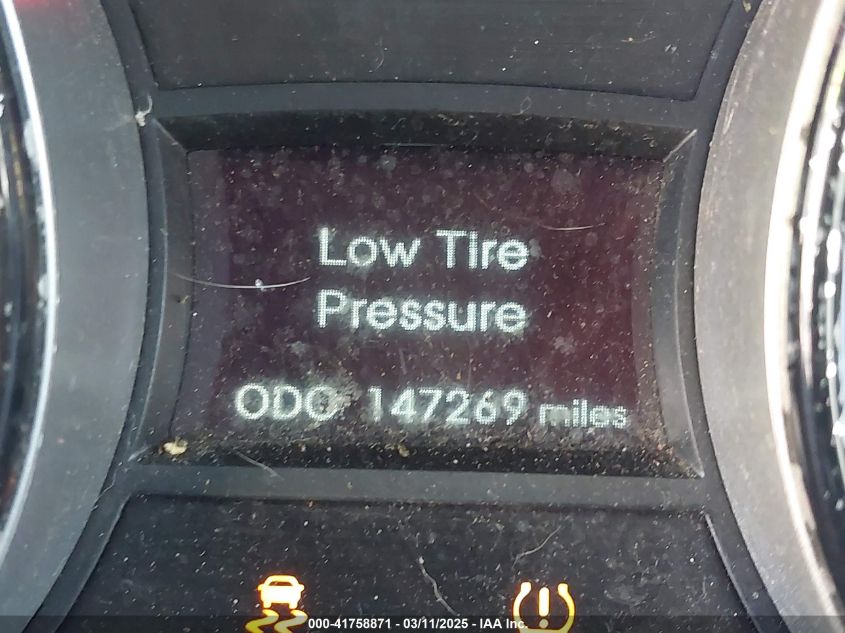 Low Tire
Pressure
ODO 147269 miles
000-41758871 - 03/11/2025 - IAA Inc.